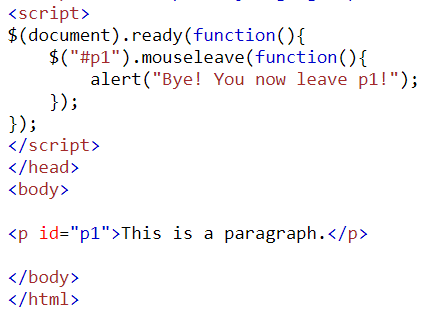 <script>
$(document).ready(function(){
    $("#p1").mouseleave(function(){
        alert("Bye! You now leave p1!");
    });
});
</script>
</head>
<body>
<p id="p1">This is a paragraph.</p>
</body>
</html>